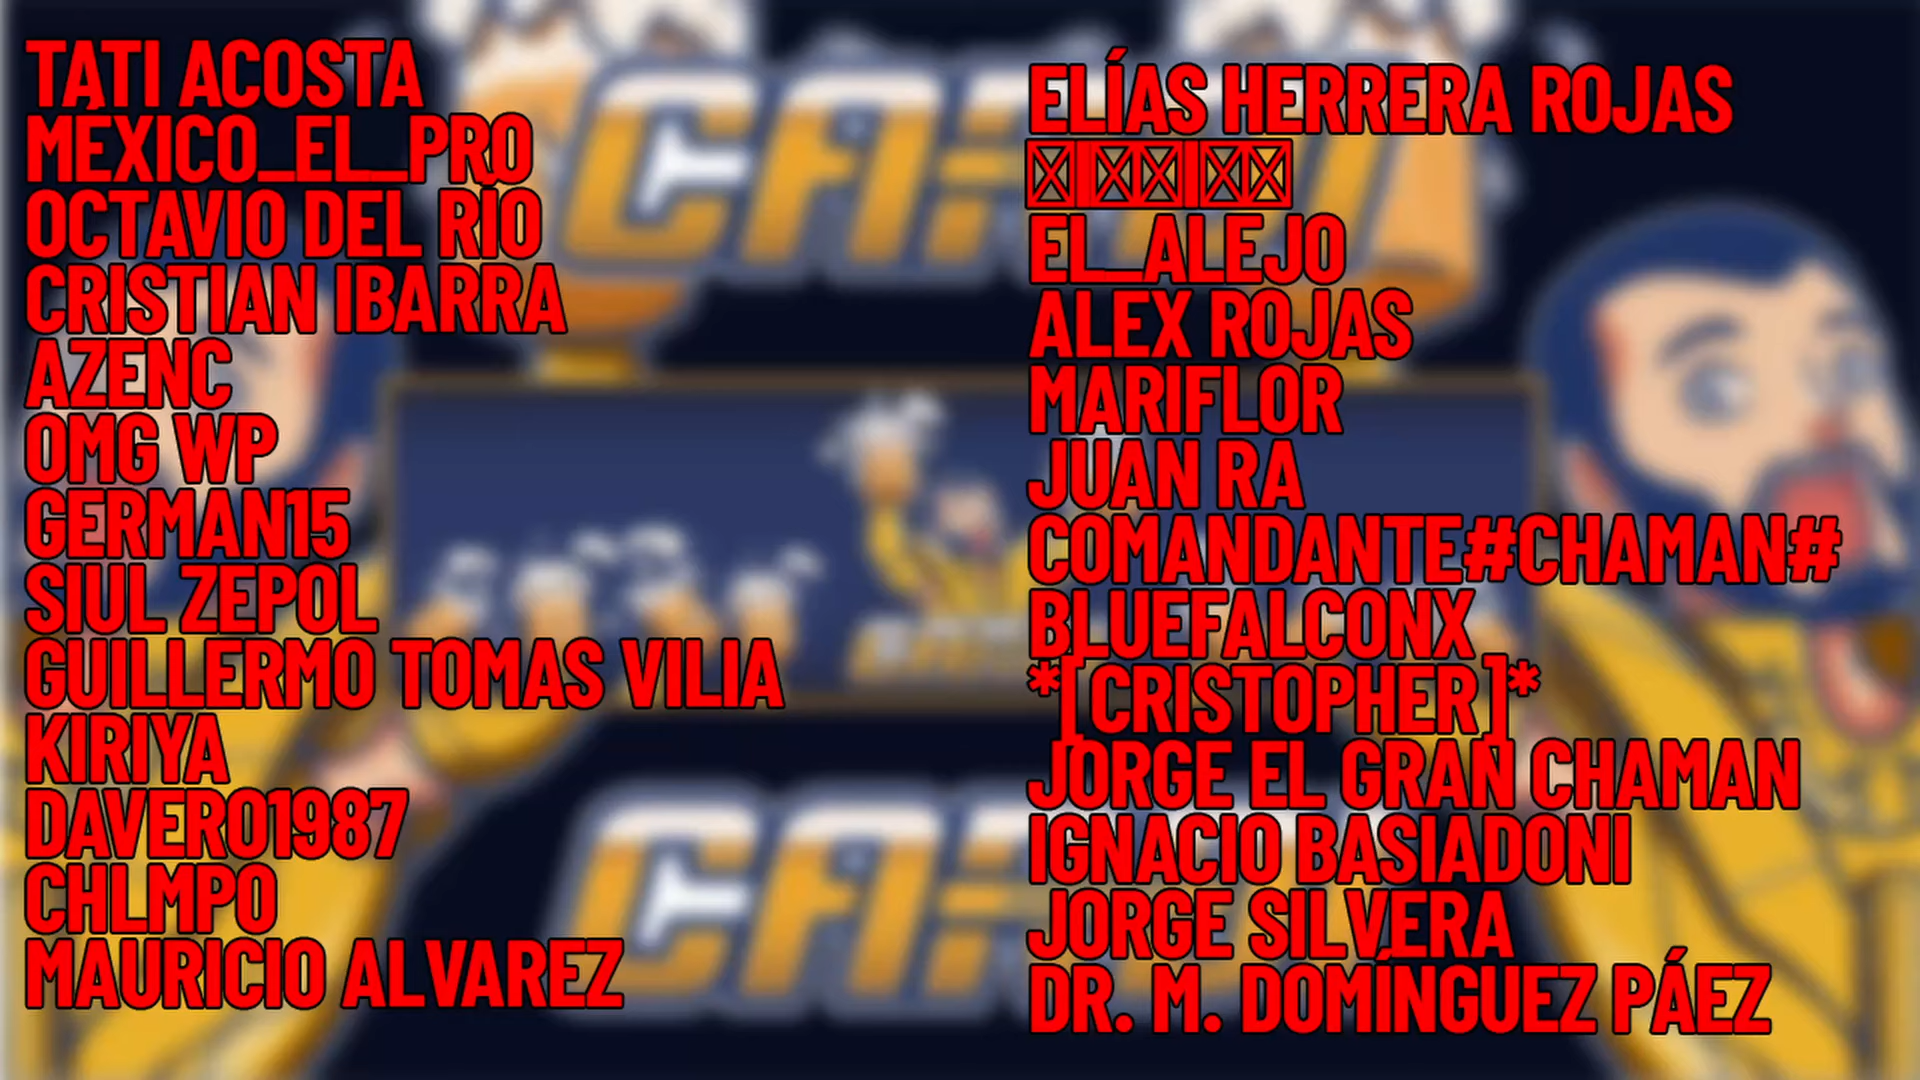 TATI ACOSTA
MÉXICO_EL_PRO
OCTAVIO DEL RÍO
CRISTIAN IBARRA
AZENC
OMG WP
GERMAN15
SIUL ZEPOL
GUILLERMO TOMAS VILIA
KIRIYA
DAVERO1987
CHLMPO
MAURICIO ALVAREZ
ELÍAS HERRERA ROJAS
EL_ALEJO
ALEX ROJAS
MARIFLOR
JUAN RA
COMANDANTE#CHAMAN#
BLUEFALCONX
*[CRISTOPHER]*
JORGE EL GRAN CHAMAN
IGNACIO BASIADONI
JORGE SILVERA
DR. M. DOMÍNGUEZ PÁEZ